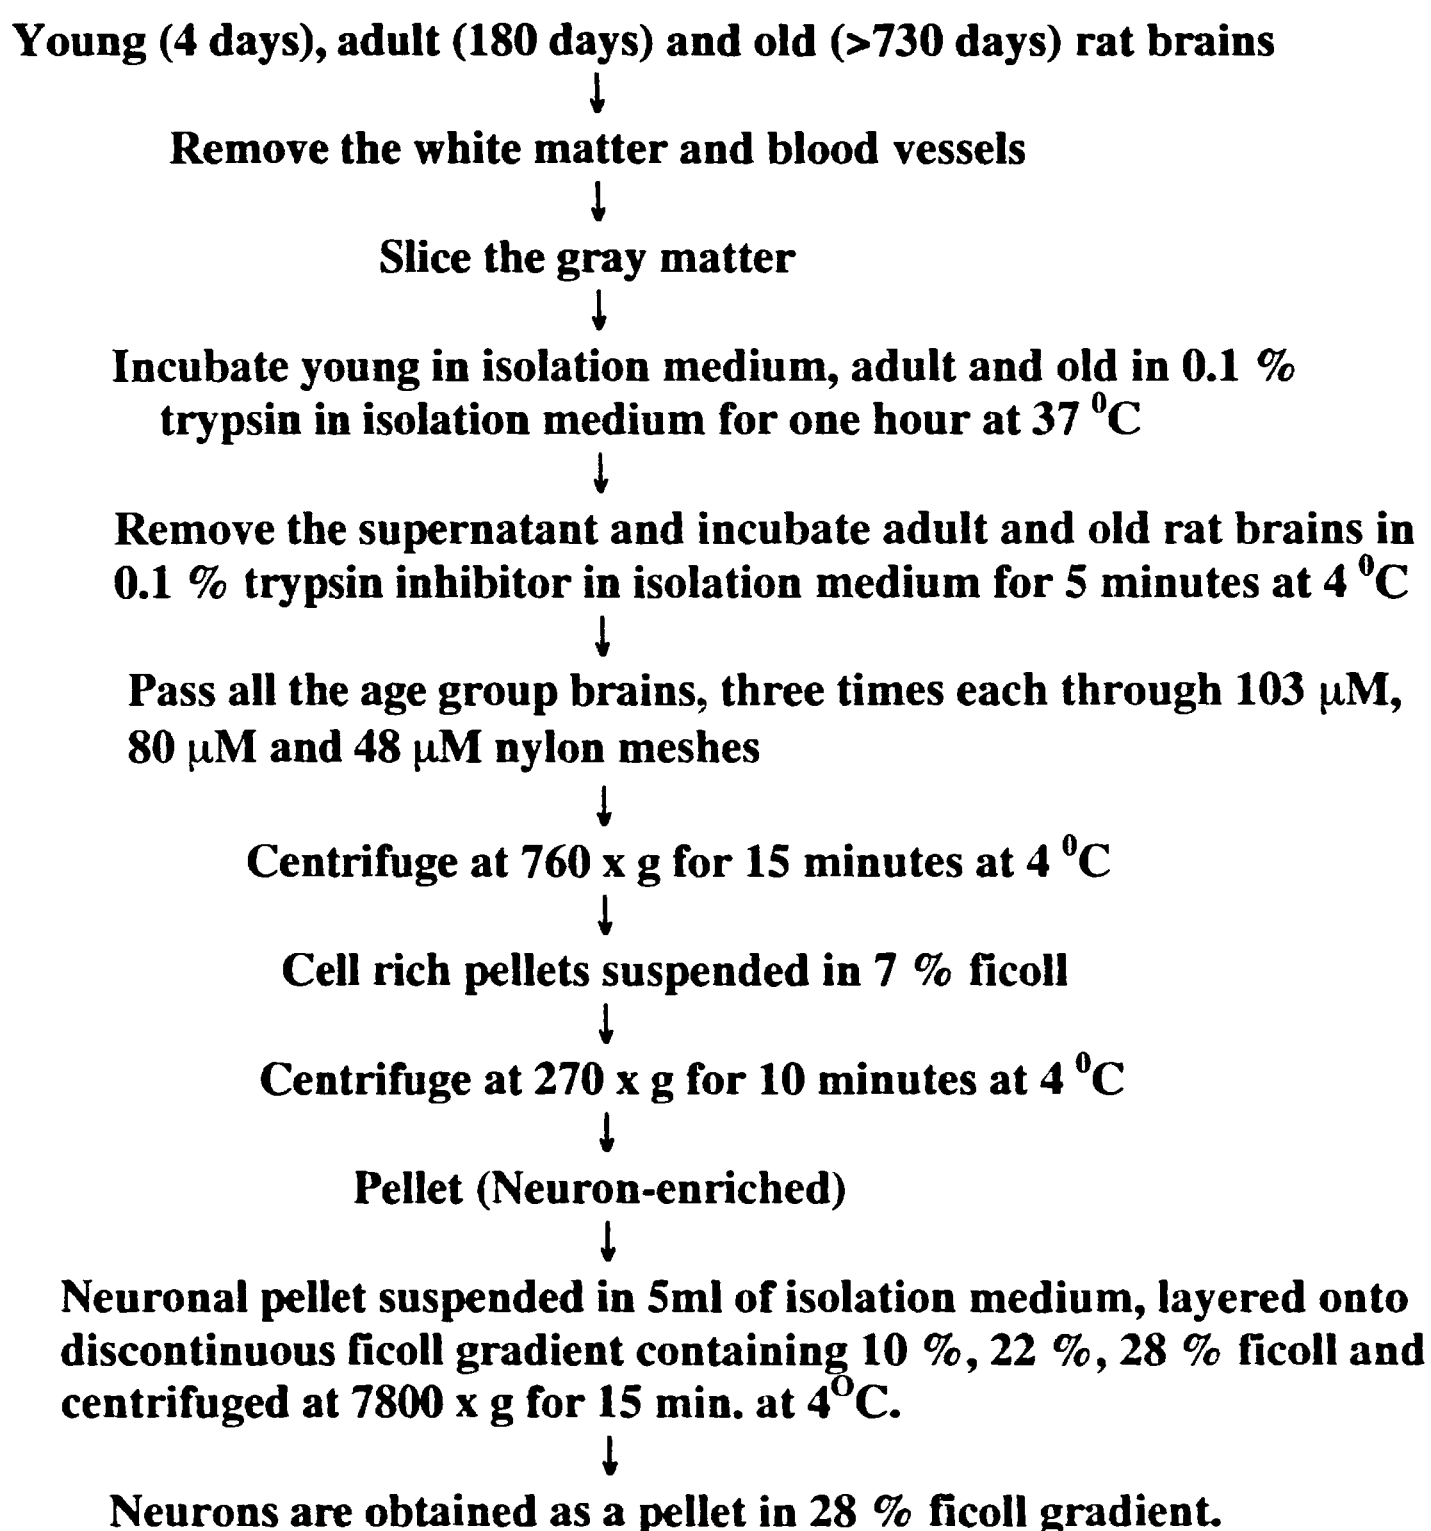 Young (4 days), adult (180 days) and old (>730 days) rat brains
Remove the white matter and blood vessels
Slice the gray matter
Incubate young in isolation medium, adult and old in 0.1 %
trypsin in isolation medium for one hour at 37 ⁰C
Remove the supernatant and incubate adult and old rat brains in
0.1 % trypsin inhibitor in isolation medium for 5 minutes at 4 ⁰C
Pass all the age group brains, three times each through 103 μM,
80 μM and 48 μM nylon meshes
Centrifuge at 760 x g for 15 minutes at 4 ⁰C
Cell rich pellets suspended in 7 % ficoll
Centrifuge at 270 x g for 10 minutes at 4 ⁰C
Pellet (Neuron-enriched)
Neuronal pellet suspended in 5ml of isolation medium, layered onto
discontinuous ficoll gradient containing 10 %, 22 %, 28 % ficoll and
centrifuged at 7800 x g for 15 min. at 4ᴼC.
Neurons are obtained as a pellet in 28 % ficoll gradient.